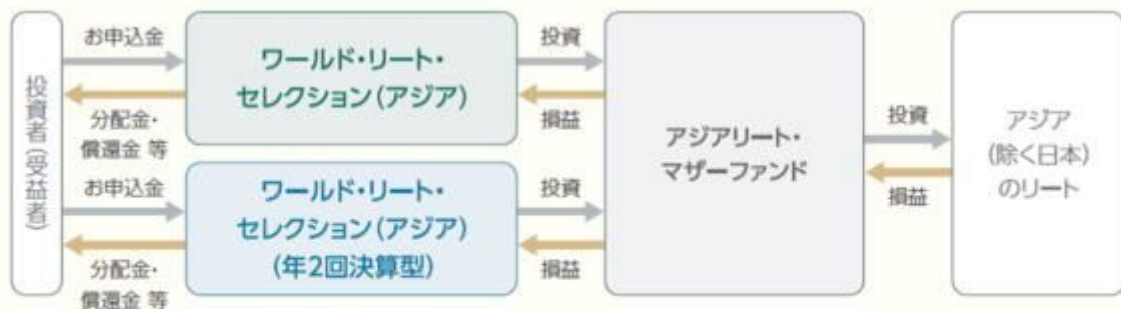 投資者(受益者)
お申込金
分配金・
償還金 等
ワールド・リート・
セレクション(アジア)
投資
損益
お申込金
分配金・
償還金 等
ワールド・リート・
セレクション(アジア)
(年2回決算型)
投資
損益
アジアリート・
マザーファンド
投資
損益
アジア
(除く日本)
のリート